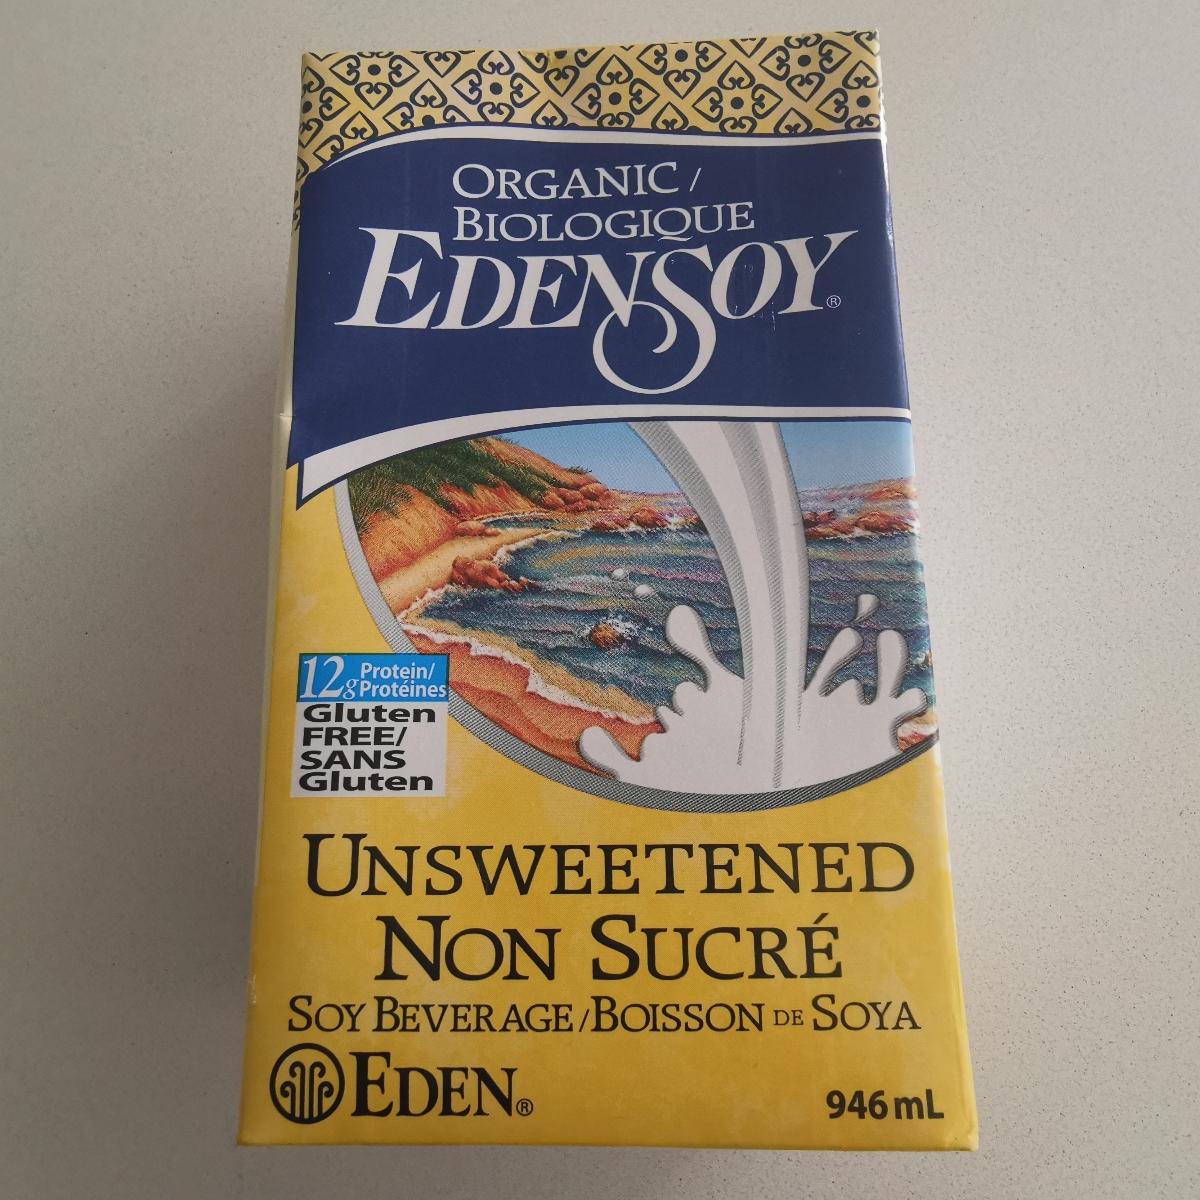 ORGANIC /
BIOLOGIQUE
EDENSOY®
12g Protein/
Protéines
Gluten
FREE/
SANS
Gluten
UNSWEETENED
NON SUCRÉ
SOY BEVERAGE/BOISSON DE SOYA
EDEN®
946 mL